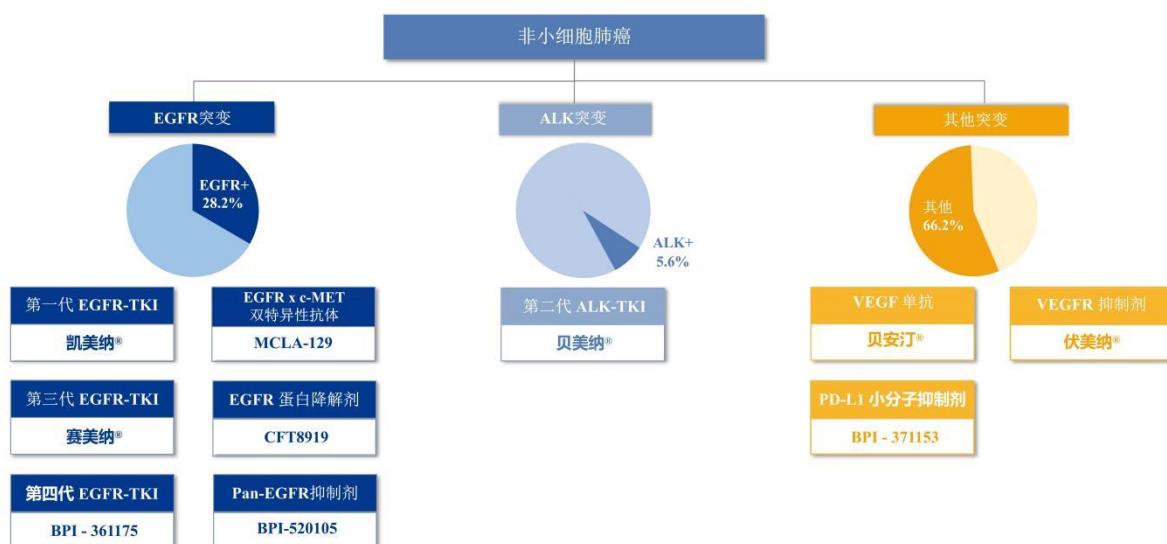 非小细胞肺癌
EGFR突变
ALK突变
其他突变
EGFR+
28.2%
ALK+
5.6%
其他
66.2%
第一代 EGFR-TKI
凯美纳®
EGFR x c-MET
双特异性抗体
MCLA-129
第二代 ALK-TKI
贝美纳®
VEGF 单抗
贝安汀®
VEGFR 抑制剂
伏美纳®
第三代 EGFR-TKI
赛美纳®
EGFR 蛋白降解剂
CFT8919
PD-L1 小分子抑制剂
BPI - 371153
第四代 EGFR-TKI
BPI - 361175
Pan-EGFR抑制剂
BPI-520105